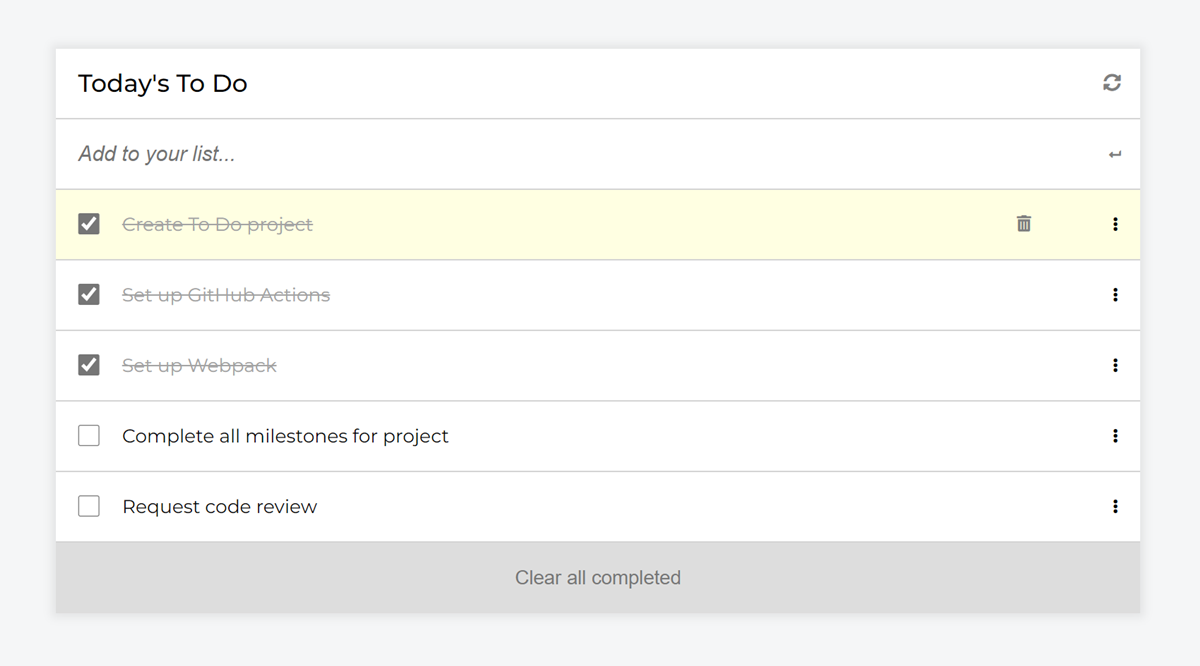 Today's To Do
Add to your list...
Create To Do project
Set up GitHub Actions
Set up Webpack
Complete all milestones for project
Request code review
Clear all completed